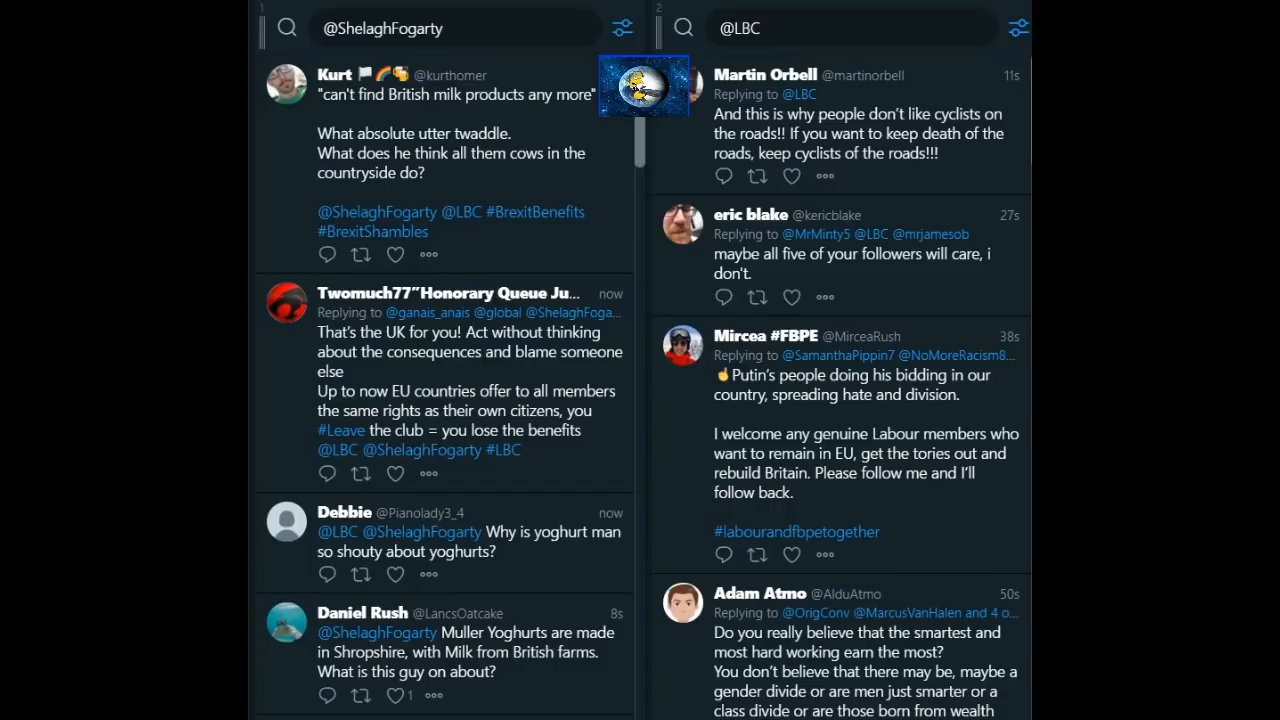 1
@ShelaghFogarty
Kurt @kurthomer
"can't find British milk products any more"
What absolute utter twaddle.
What does he think all them cows in the
countryside do?
@ShelaghFogarty @LBC #BrexitBenefits
#BrexitShambles
Twomuch77"Honorary Queue Ju... now
Replying to @ganais_anais @global @ShelaghFoga...
That's the UK for you! Act without thinking
about the consequences and blame someone
else
Up to now EU countries offer to all members
the same rights as their own citizens, you
#Leave the club = you lose the benefits
@LBC @ShelaghFogarty #LBC
Debbie @Pianolady3_4 now
@LBC @ShelaghFogarty Why is yoghurt man
so shouty about yoghurts?
Daniel Rush @LancsOatcake 8s
@ShelaghFogarty Muller Yoghurts are made
in Shropshire, with Milk from British farms.
What is this guy on about?
1
2
@LBC
Martin Orbell @martinorbell 11s
Replying to @LBC
And this is why people don't like cyclists on
the roads!! If you want to keep death of the
roads, keep cyclists of the roads!!!
eric blake @kericblake 27s
Replying to @MrMinty5 @LBC @mrjamesob
maybe all five of your followers will care, i
don't.
Mircea #FBPE @MirceaRush 38s
Replying to @SamanthaPippin7 @NoMoreRacism8...
Putin's people doing his bidding in our
country, spreading hate and division.
I welcome any genuine Labour members who
want to remain in EU, get the tories out and
rebuild Britain. Please follow me and I'll
follow back.
#labourandfbpetogether
Adam Atmo @AlduAtmo 50s
Replying to @OrigConv @MarcusVanHalen and 4 o...
Do you really believe that the smartest and
most hard working earn the most?
You don't believe that there may be, maybe a
gender divide or are men just smarter or a
class divide or are those born from wealth